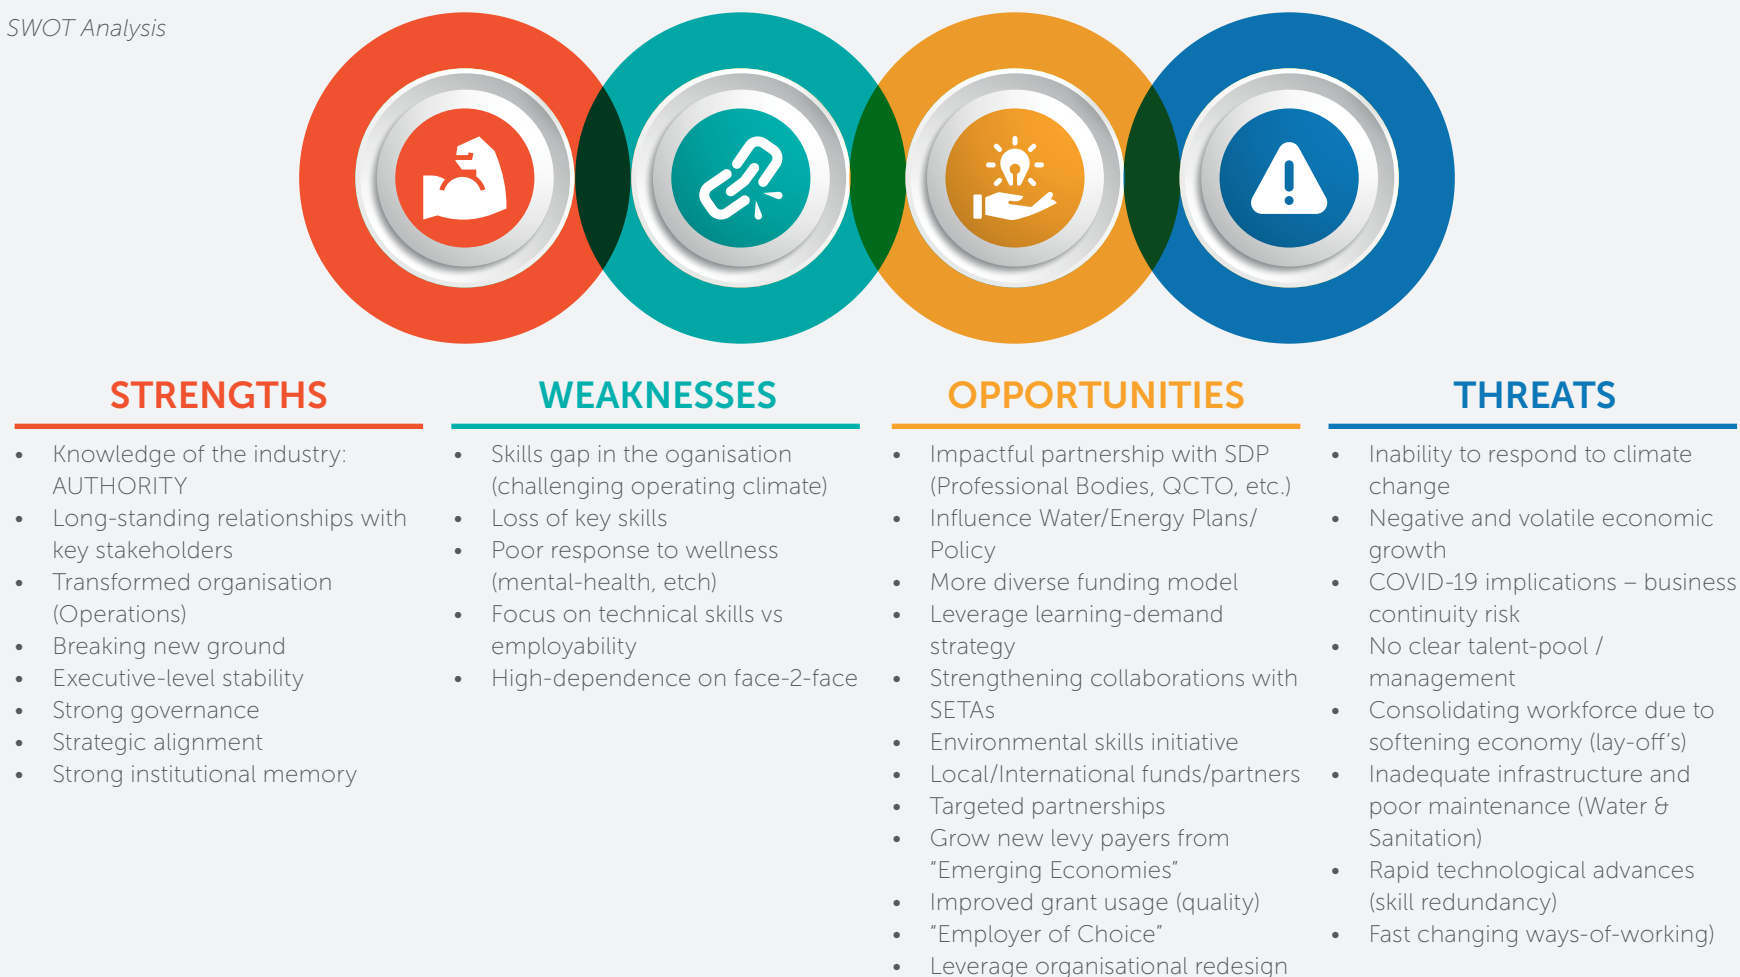 SWOT Analysis
STRENGTHS
• Knowledge of the industry:
AUTHORITY
• Long-standing relationships with
key stakeholders
• Transformed organisation
(Operations)
• Breaking new ground
• Executive-level stability
• Strong governance
• Strategic alignment
• Strong institutional memory
WEAKNESSES
• Skills gap in the oganisation
(challenging operating climate)
• Loss of key skills
• Poor response to wellness
(mental-health, etch)
• Focus on technical skills vs
employability
• High-dependence on face-2-face
OPPORTUNITIES
• Impactful partnership with SDP
(Professional Bodies, QCTO, etc.)
• Influence Water/Energy Plans/
Policy
• More diverse funding model
• Leverage learning-demand
strategy
• Strengthening collaborations with
SETAs
• Environmental skills initiative
• Local/International funds/partners
• Targeted partnerships
• Grow new levy payers from
“Emerging Economies”
• Improved grant usage (quality)
• “Employer of Choice”
• Leverage organisational redesign
THREATS
• Inability to respond to climate
change
• Negative and volatile economic
growth
• COVID-19 implications – business
continuity risk
• No clear talent-pool /
management
• Consolidating workforce due to
softening economy (lay-off’s)
• Inadequate infrastructure and
poor maintenance (Water &
Sanitation)
• Rapid technological advances
(skill redundancy)
• Fast changing ways-of-working)